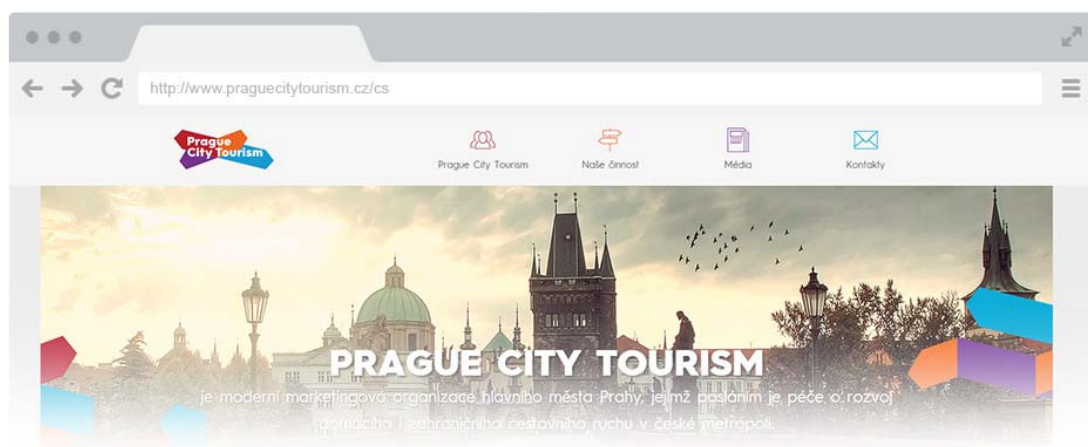 http://www.praguecitytourism.cz/cs
Prague
City Tourism
Prague City Tourism
Naše činnost
Média
Kontakty
PRAGUE CITY TOURISM
je moderní marketingová organizace hlavního města Prahy, jejímž posláním je péče o rozvoj
domácího i zahraničního cestovního ruchu v české metropoli.